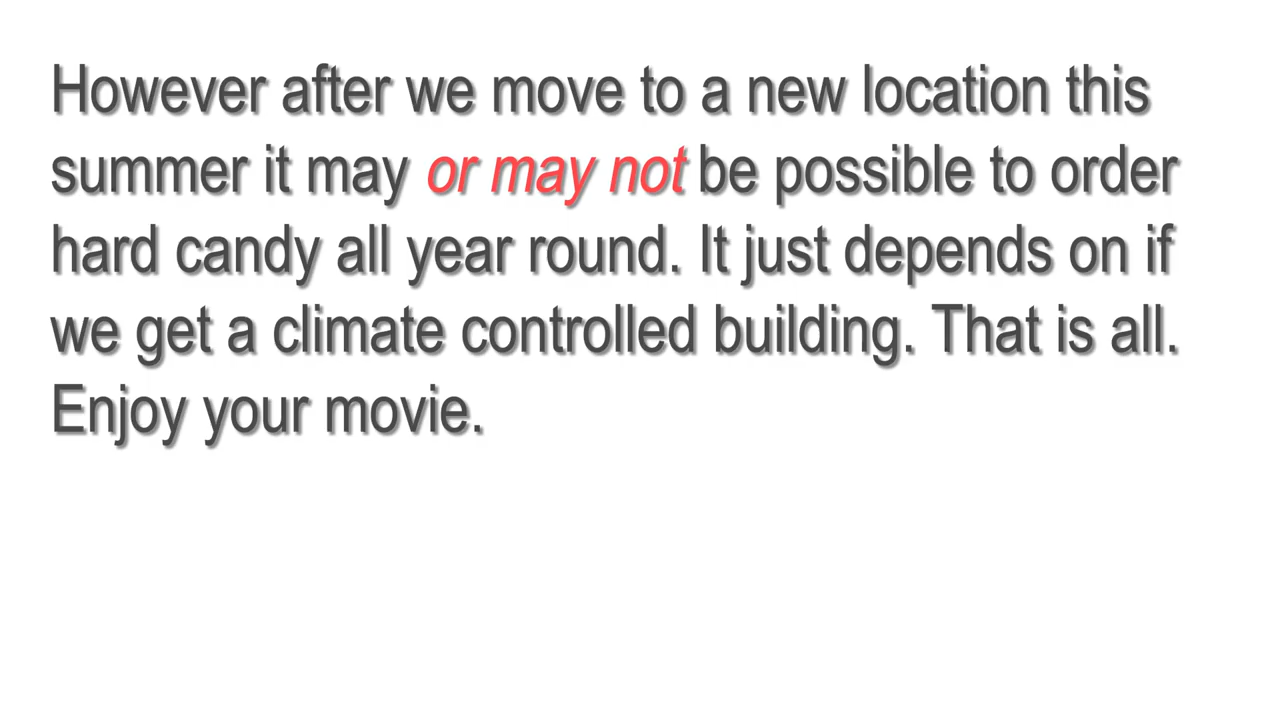 However after we move to a new location this
summer it may or may not be possible to order
hard candy all year round. It just depends on if
we get a climate controlled building. That is all.
Enjoy your movie.